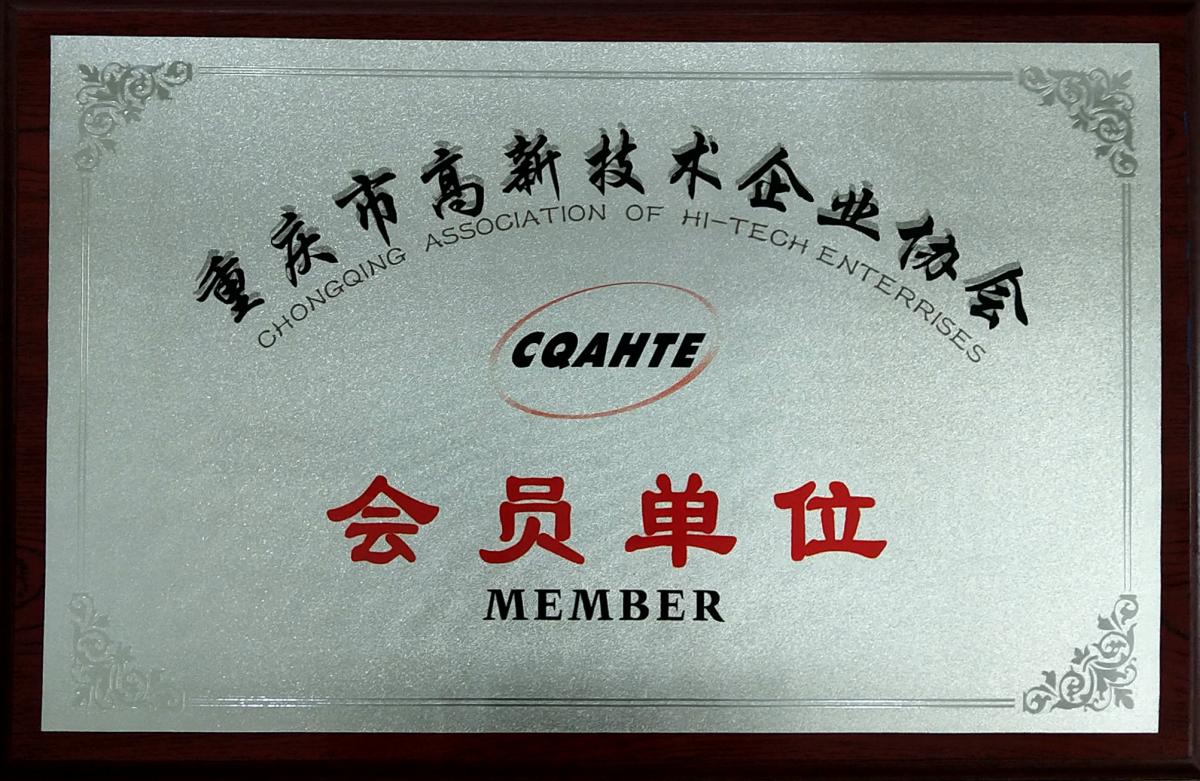 重庆市高新技术企业协会
CHONGQING ASSOCIATION OF HI-TECH ENTERRISES
CQAHTE
会员单位
MEMBER